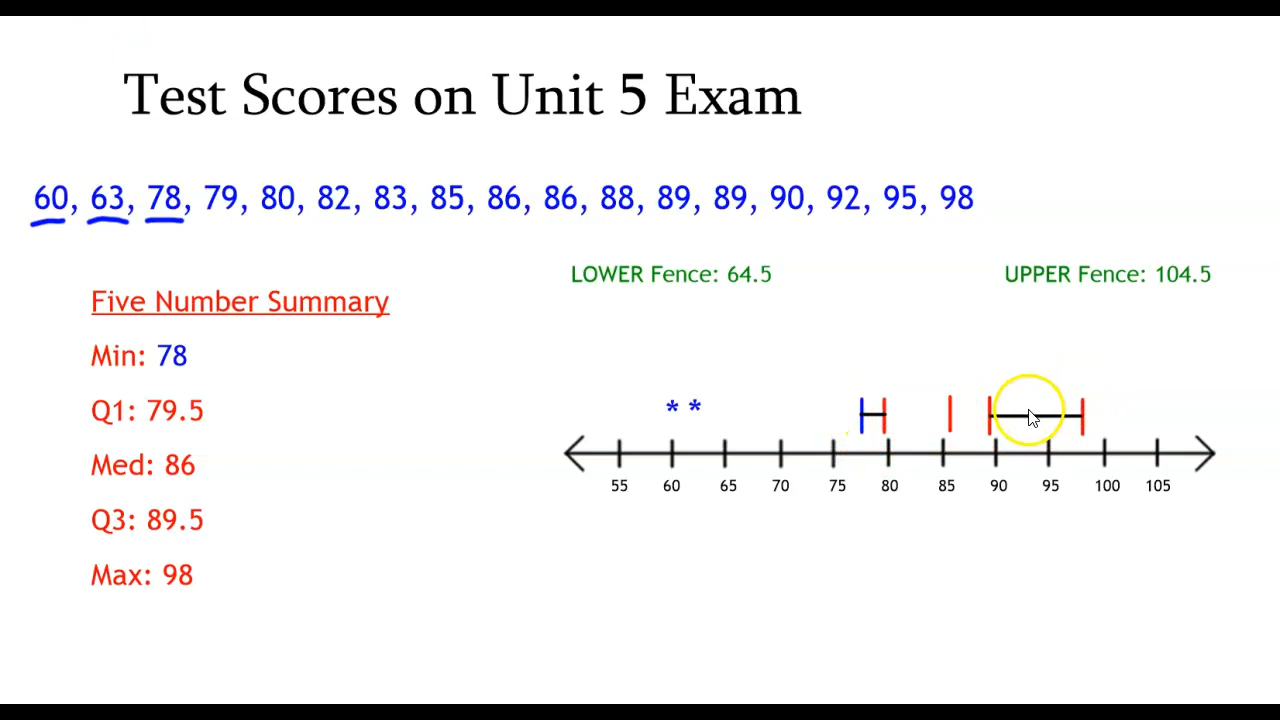 Test Scores on Unit 5 Exam
60, 63, 78, 79, 80, 82, 83, 85, 86, 86, 88, 89, 89, 90, 92, 95, 98
LOWER Fence: 64.5 UPPER Fence: 104.5
Five Number Summary
Min: 78
Q1: 79.5
Med: 86
Q3: 89.5
Max: 98
* *
55 60 65 70 75 80 85 90 95 100 105